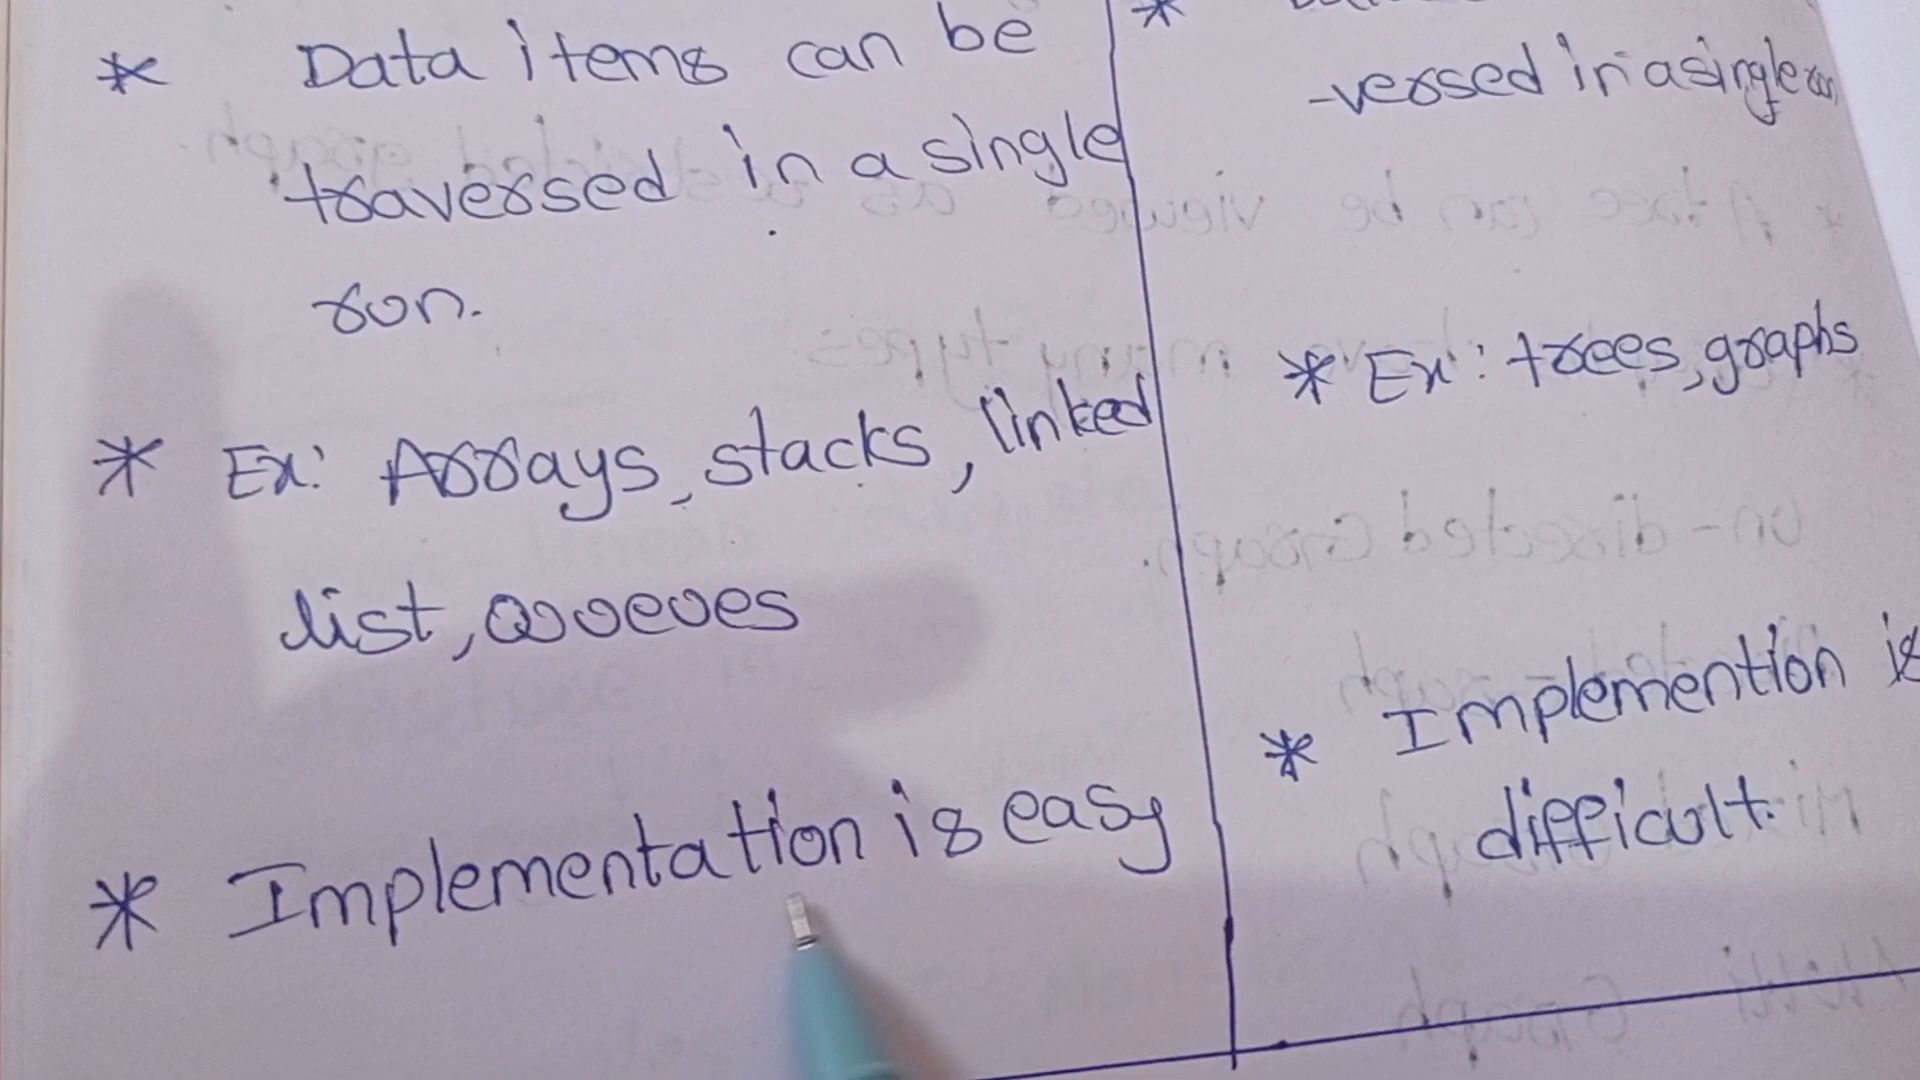 * Data items can be
traversed in a single
run.
* Ex: Arrays, stacks, linked
list, Queues
* Implementation is easy
*
-versed in a single run
* Ex: trees, graphs
* Implemention is
difficult.